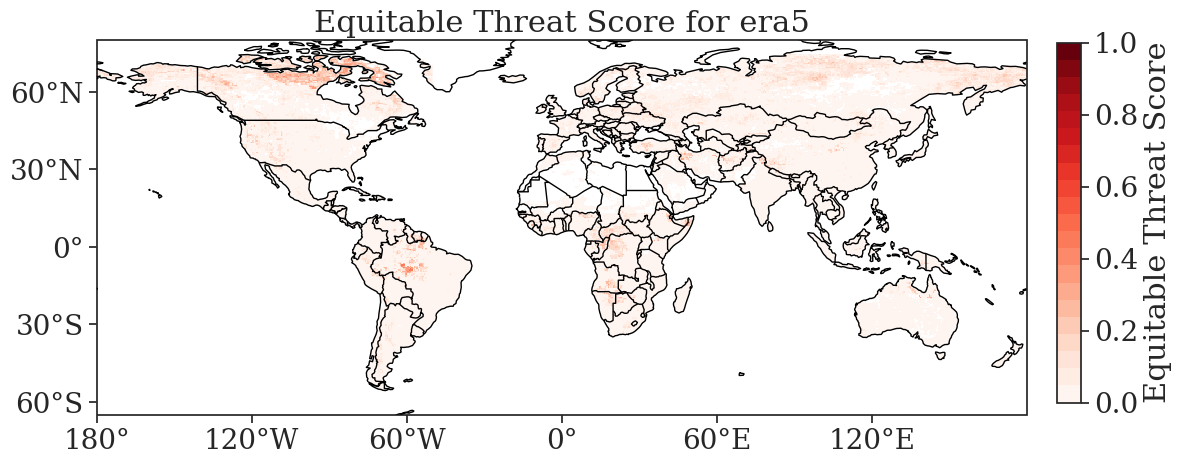 Equitable Threat Score for era5
60°N
30°N
0°
30°S
60°S
180°
120°W
60°W
0°
60°E
120°E
1.0
0.8
0.6
0.4
0.2
0.0
Equitable Threat Score